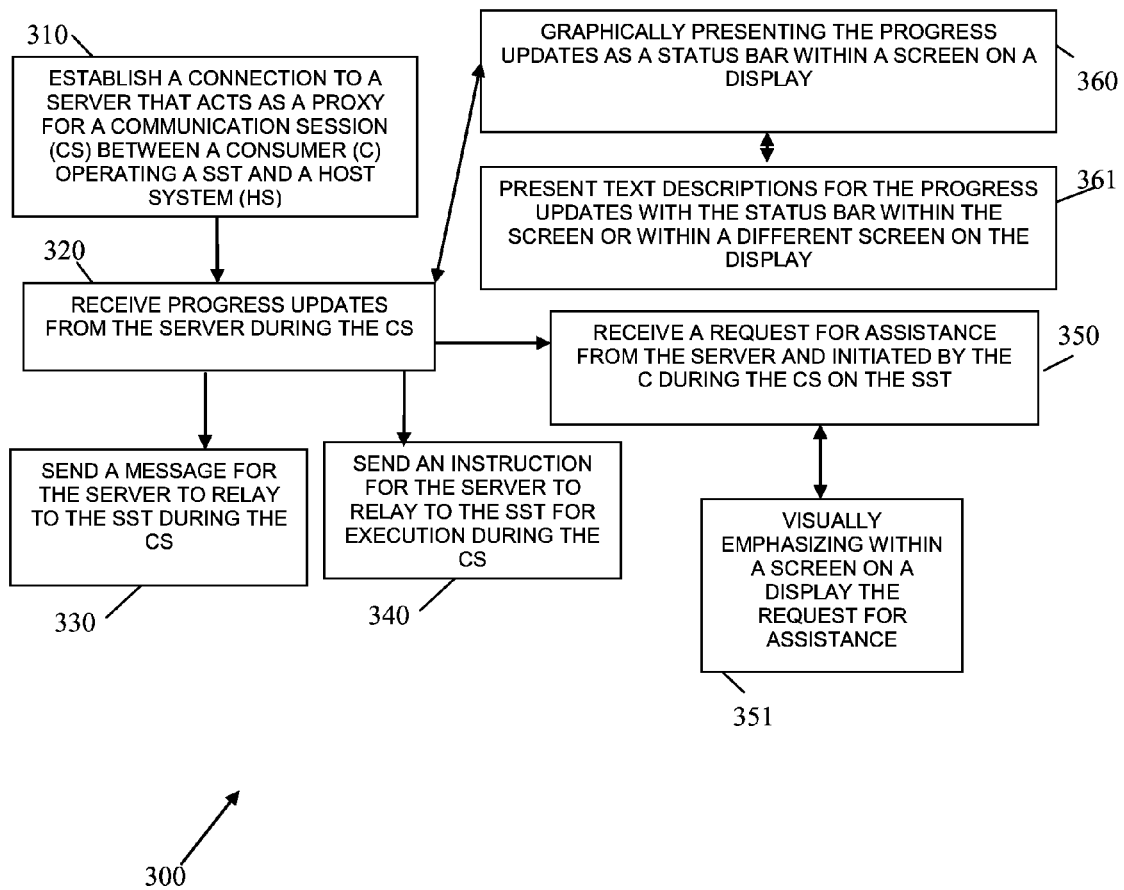 310
ESTABLISH A CONNECTION TO A
SERVER THAT ACTS AS A PROXY
FOR A COMMUNICATION SESSION
(CS) BETWEEN A CONSUMER (C)
OPERATING A SST AND A HOST
SYSTEM (HS)
320
RECEIVE PROGRESS UPDATES
FROM THE SERVER DURING THE CS
GRAPHICALLY PRESENTING THE PROGRESS
UPDATES AS A STATUS BAR WITHIN A SCREEN ON A
DISPLAY
360
PRESENT TEXT DESCRIPTIONS FOR THE PROGRESS
UPDATES WITH THE STATUS BAR WITHIN THE
SCREEN OR WITHIN A DIFFERENT SCREEN ON THE
DISPLAY
361
RECEIVE A REQUEST FOR ASSISTANCE
FROM THE SERVER AND INITIATED BY THE
C DURING THE CS ON THE SST
350
SEND A MESSAGE FOR
THE SERVER TO RELAY
TO THE SST DURING THE
CS
330
SEND AN INSTRUCTION
FOR THE SERVER TO
RELAY TO THE SST FOR
EXECUTION DURING THE
CS
340
VISUALLY
EMPHASIZING WITHIN
A SCREEN ON A
DISPLAY THE
REQUEST FOR
ASSISTANCE
351
300